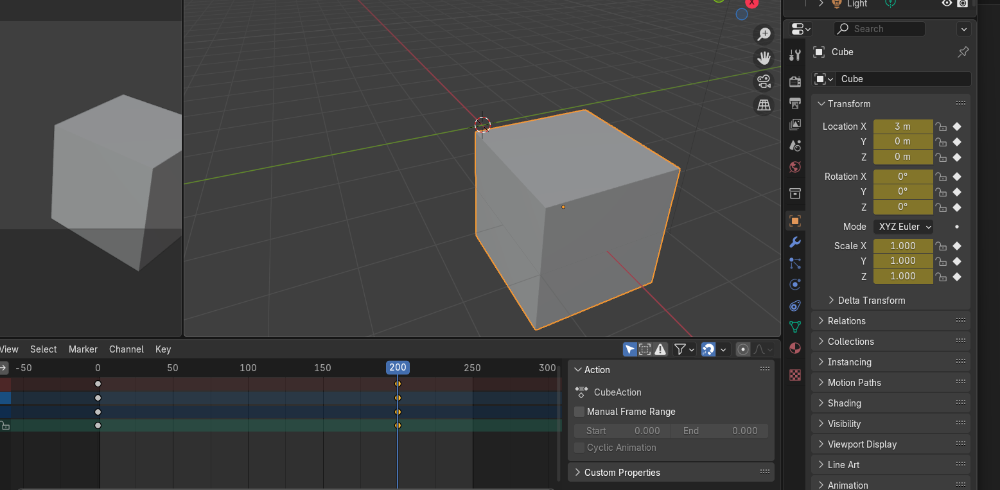 X
Light
Search
Cube
Cube
Transform
Location X 3 m
Y 0 m
Z 0 m
Rotation X 0°
Y 0°
Z 0°
Mode XYZ Euler
Scale X 1.000
Y 1.000
Z 1.000
Delta Transform
Relations
Collections
Instancing
Motion Paths
Shading
Visibility
Viewport Display
Line Art
Animation
View Select Marker Channel Key
-50 0 50 100 150 200 250 300
Action
CubeAction
Manual Frame Range
Start 0.000 End 0.000
Cyclic Animation
Custom Properties